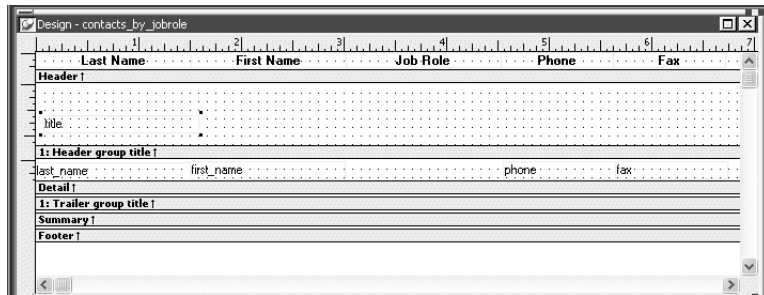 Design - contacts_by_jobrole
1 2 3 4 5 6 7
Last Name First Name Job Role Phone Fax
Header ↑
title
1: Header group title ↑
last_name first_name phone fax
Detail ↑
1: Trailer group title ↑
Summary ↑
Footer ↑